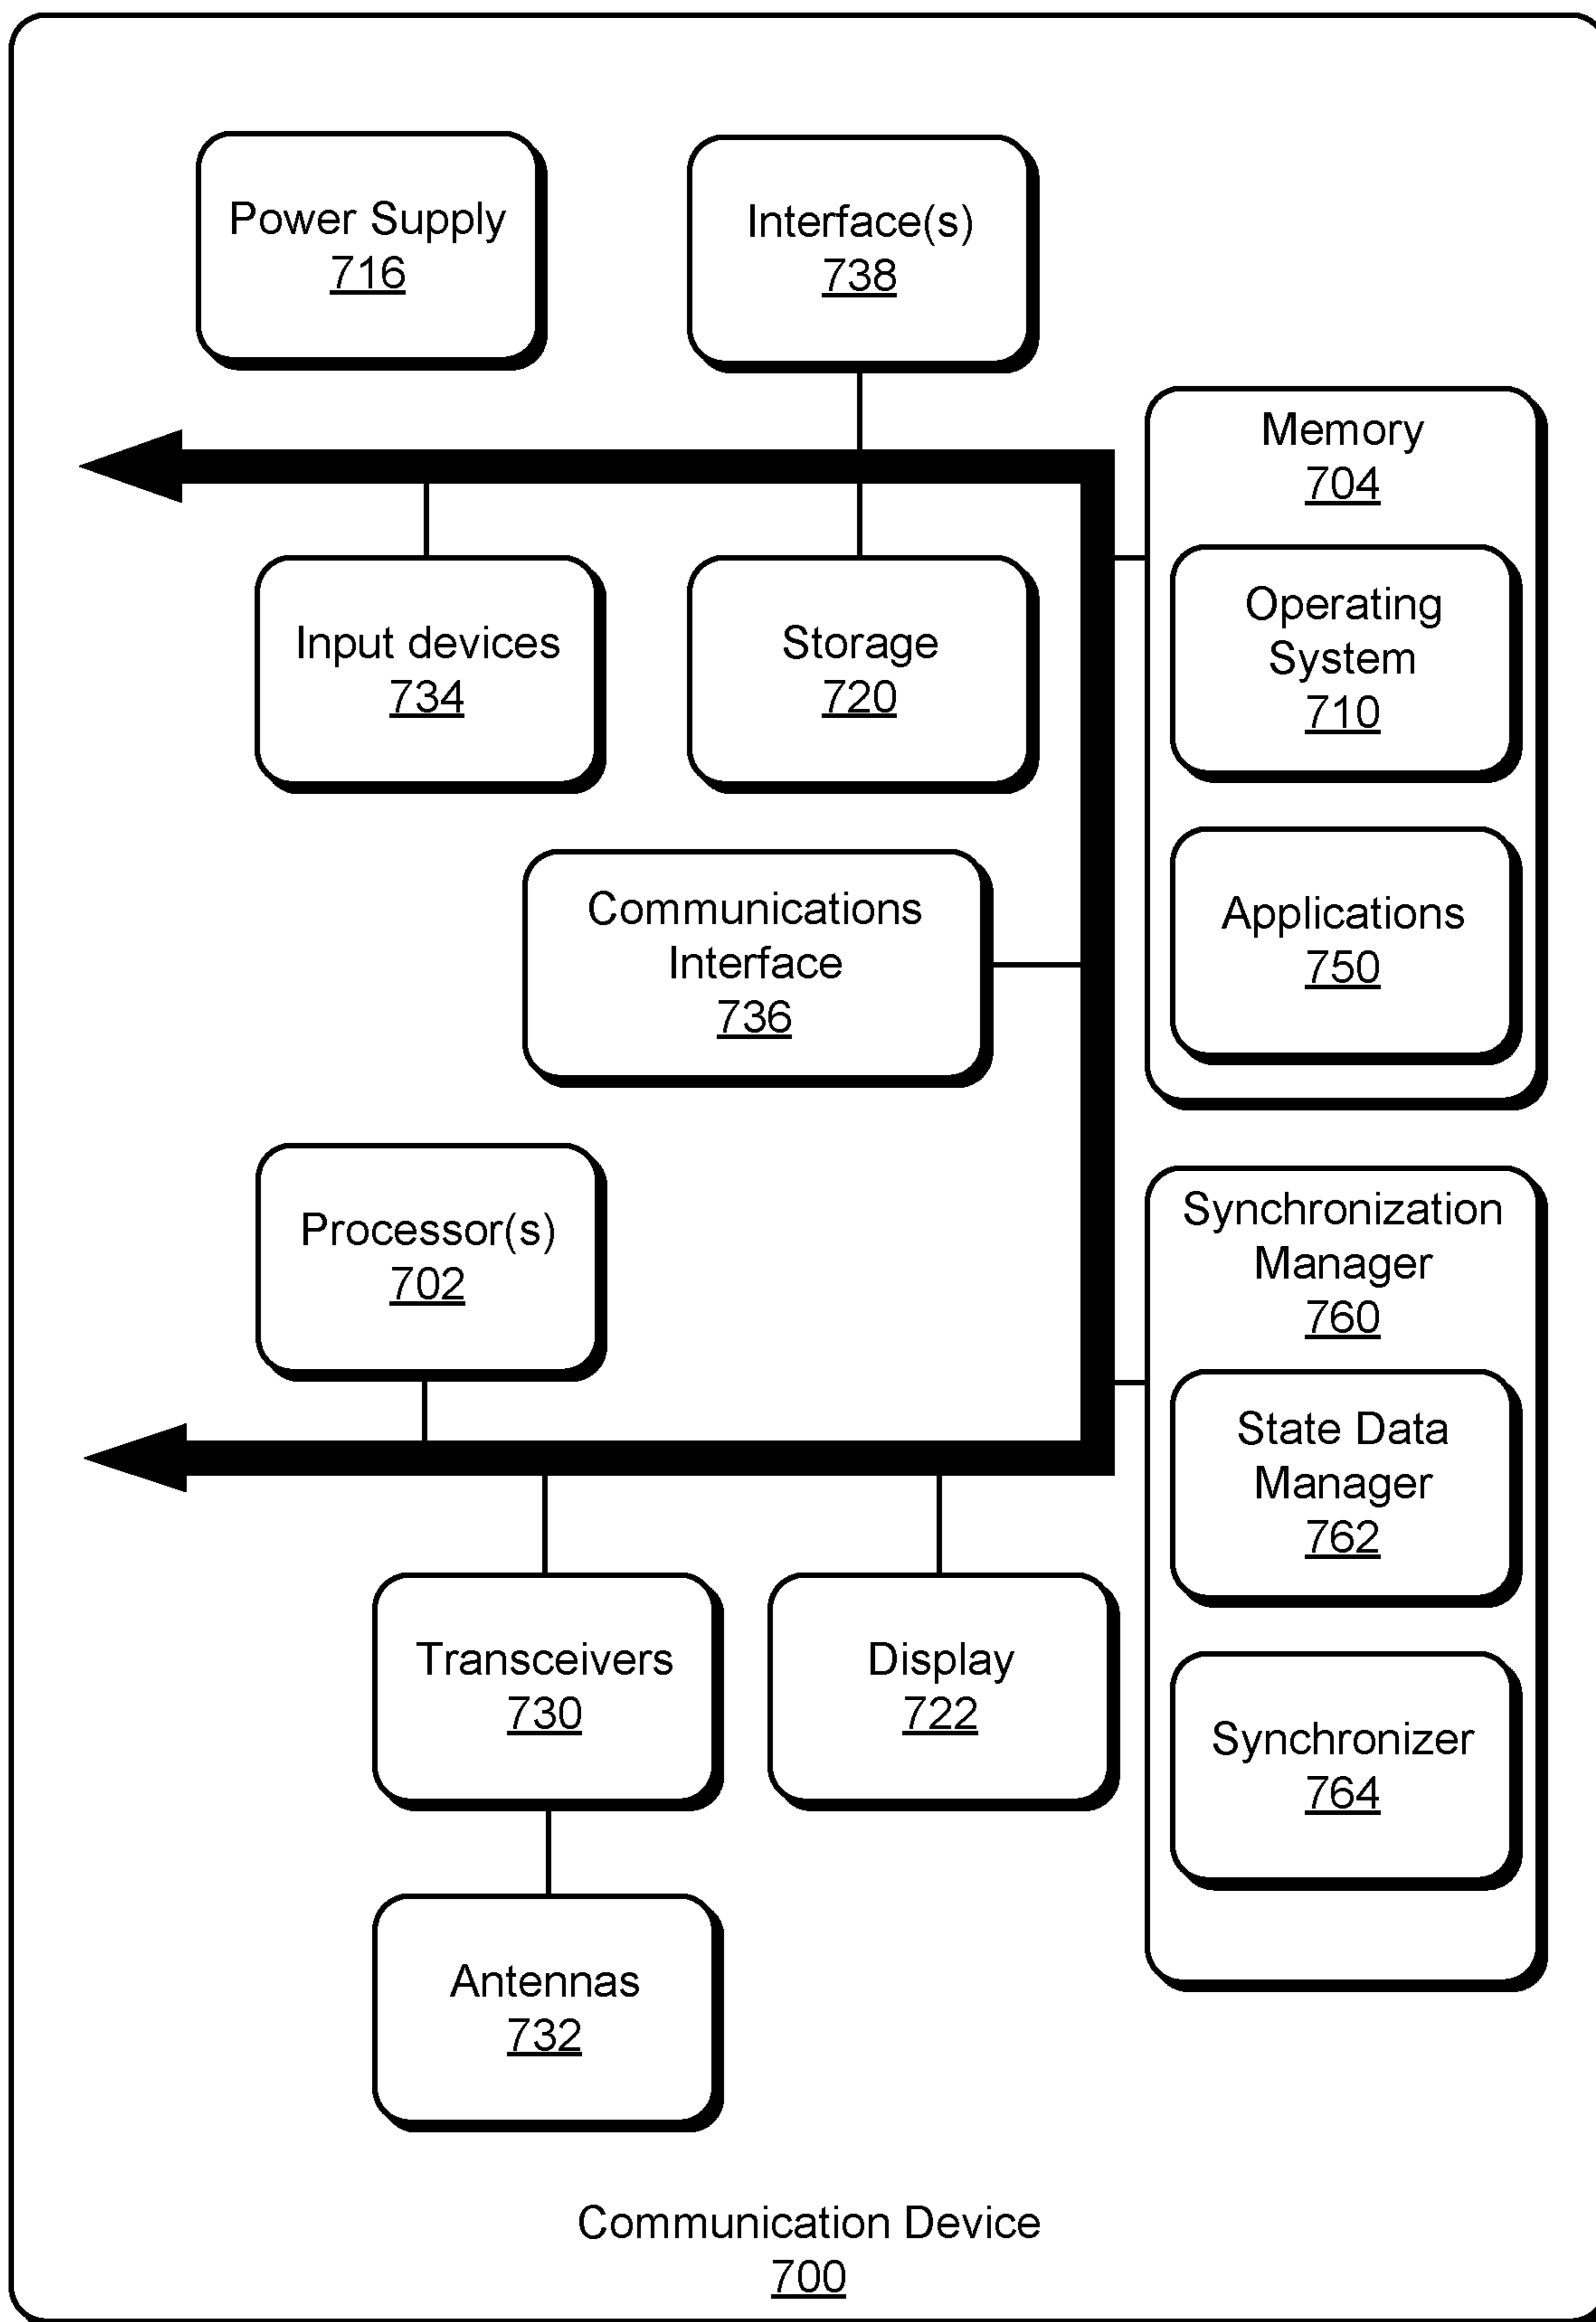 Power Supply
716
Interface(s)
738
Memory
704
Operating
System
710
Applications
750
Input devices
734
Storage
720
Communications
Interface
736
Processor(s)
702
Synchronization
Manager
760
State Data
Manager
762
Synchronizer
764
Transceivers
730
Display
722
Antennas
732
Communication Device
700